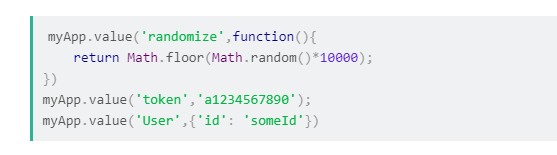 myApp.value('randomize',function(){
    return Math.floor(Math.random()*10000);
})
myApp.value('token','a1234567890');
myApp.value('User',{'id': 'someId'})